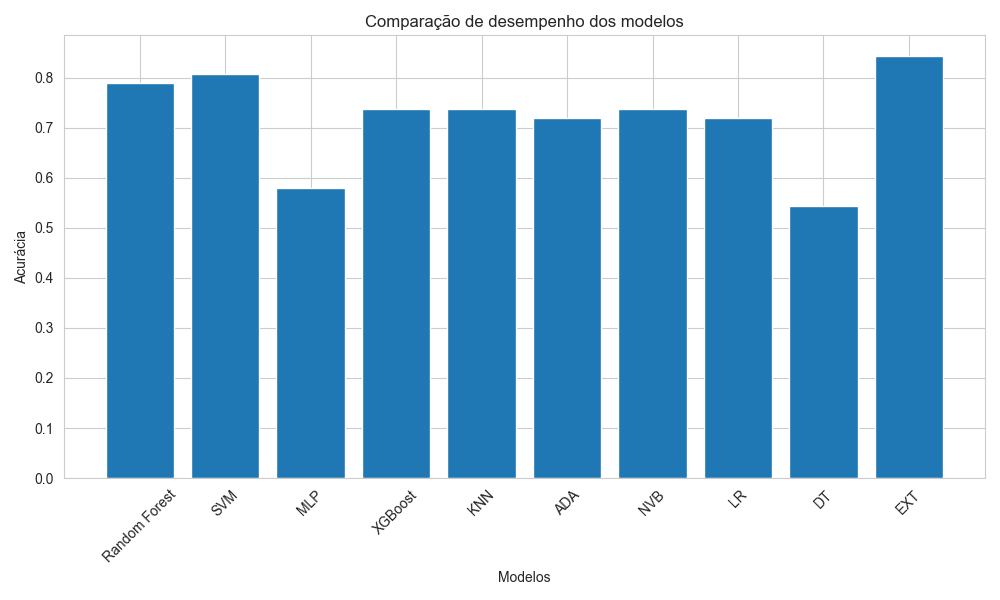 Comparação de desempenho dos modelos
Acurácia
0.8
0.7
0.6
0.5
0.4
0.3
0.2
0.1
0.0
Random Forest
SVM
MLP
XGBoost
KNN
ADA
NVB
LR
DT
EXT
Modelos